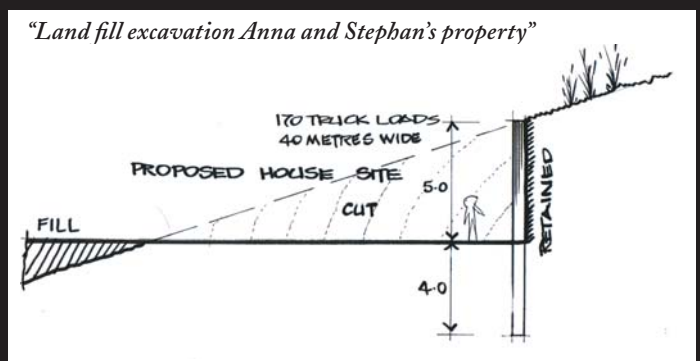 “Land fill excavation Anna and Stephan’s property”
170 TRUCK LOADS
40 METRES WIDE
PROPOSED HOUSE SITE
5.0
CUT
FILL
RETAINED
4.0